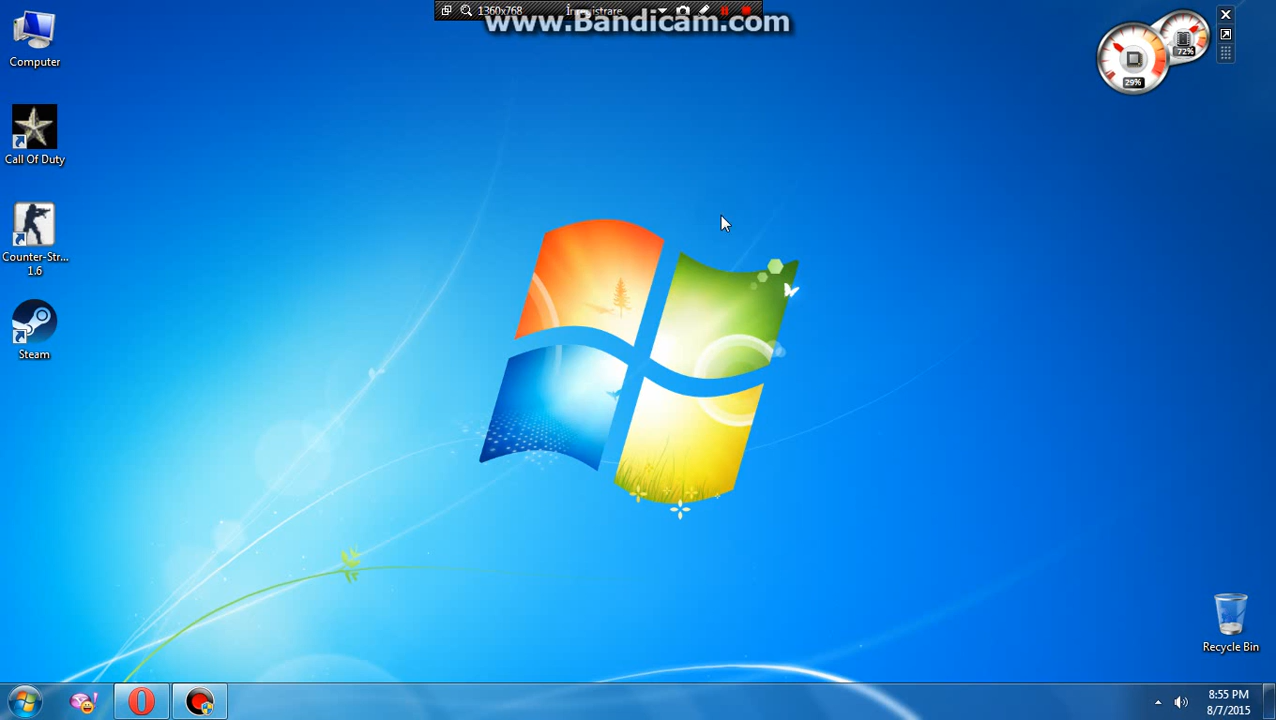 1360x768
www.Bandicam.com
Computer
72%
29%
Call Of Duty
Counter-Str...
1.6
Steam
Recycle Bin
8:55 PM
8/7/2015